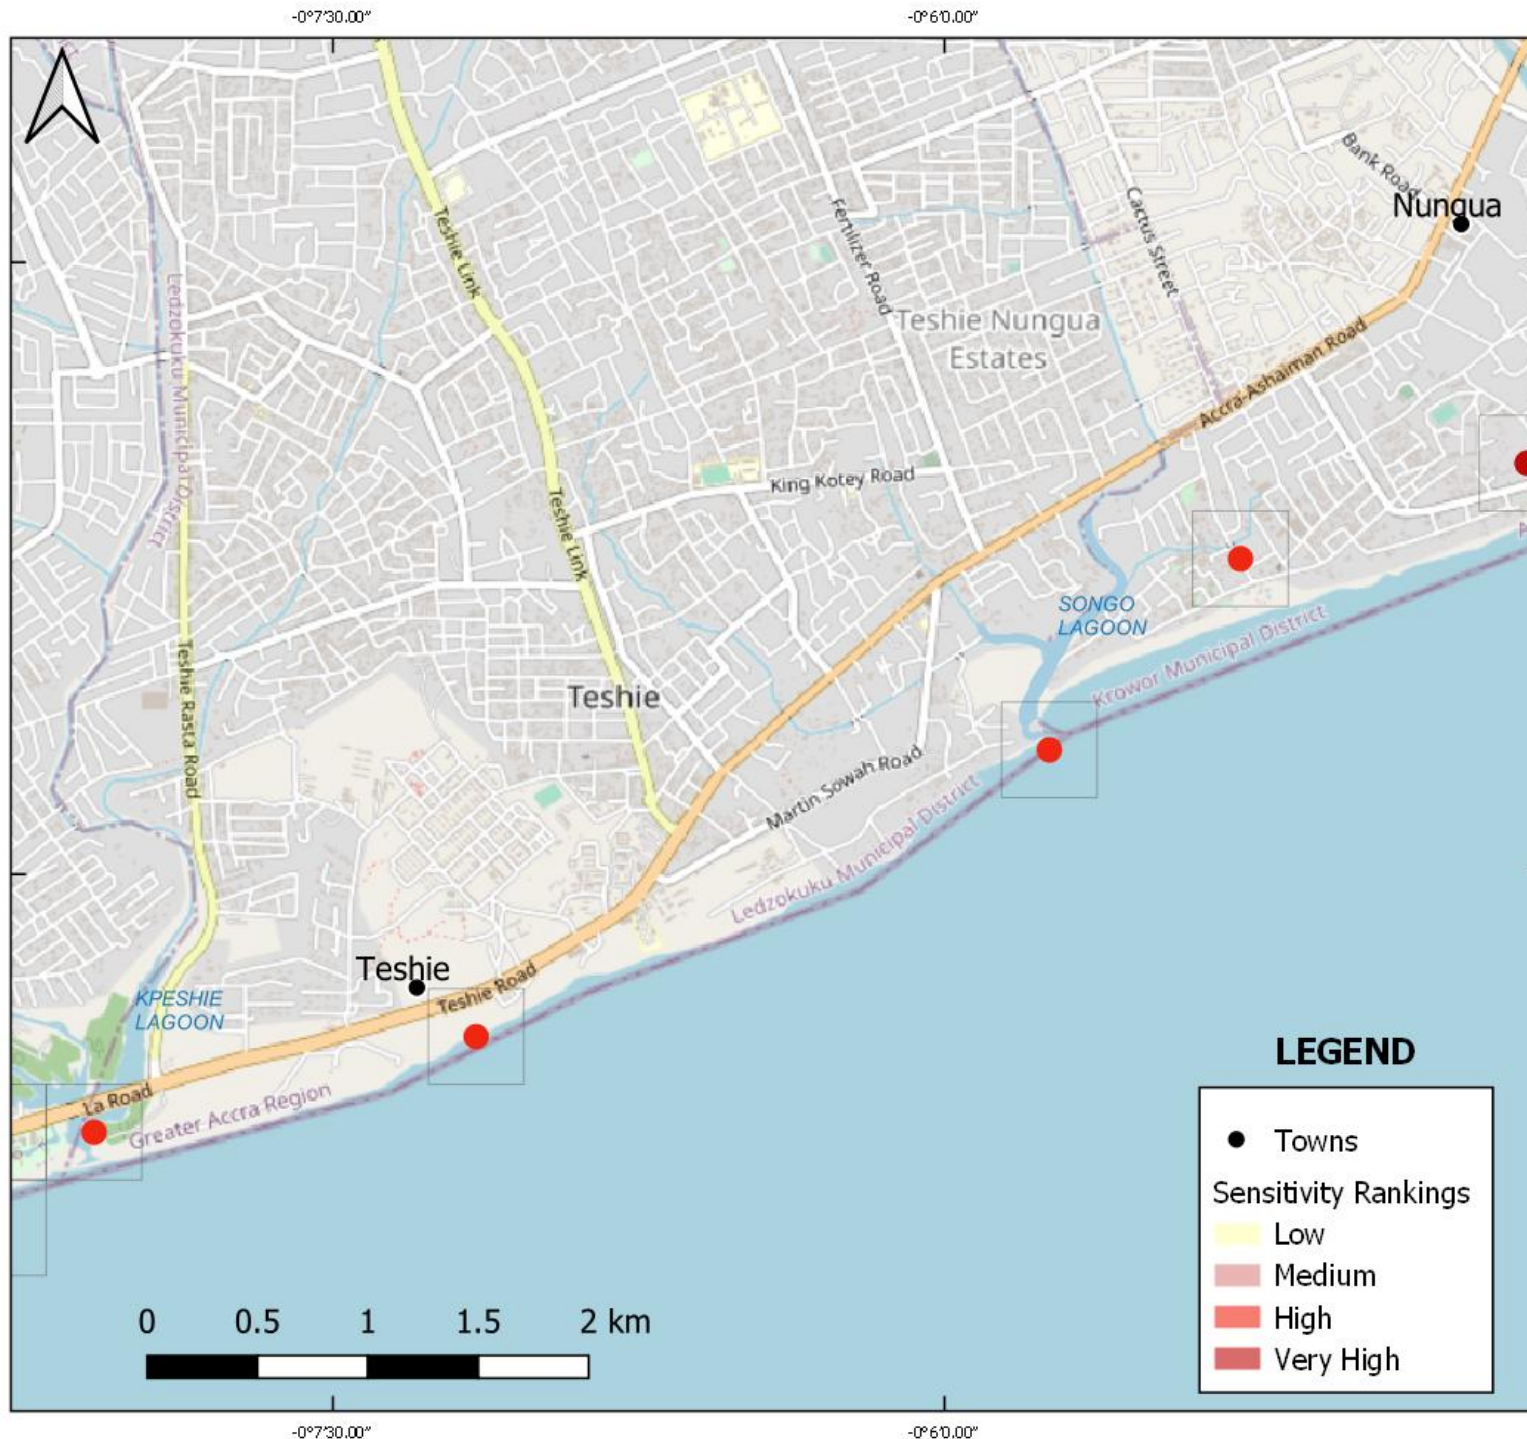 -0°7'30.00"
-0°6'0.00"
Bank Road
Nungua
Cactus Street
Fertilizer Road
Teshie Link
Ledzokuku Municipal District
Teshie Nungua
Estates
Accra-Ashaiman Road
King Kotey Road
Teshie Link
SONGO
LAGOON
Krowor Municipal District
Teshie Rasta Road
Teshie
Martin Sowah Road
Ledzokuku Municipal District
Teshie
Teshie Road
KPESHIE
LAGOON
La Road
Greater Accra Region
LEGEND
Towns
Sensitivity Rankings
Low
Medium
High
Very High
0 0.5 1 1.5 2 km
-0°7'30.00"
-0°6'0.00"